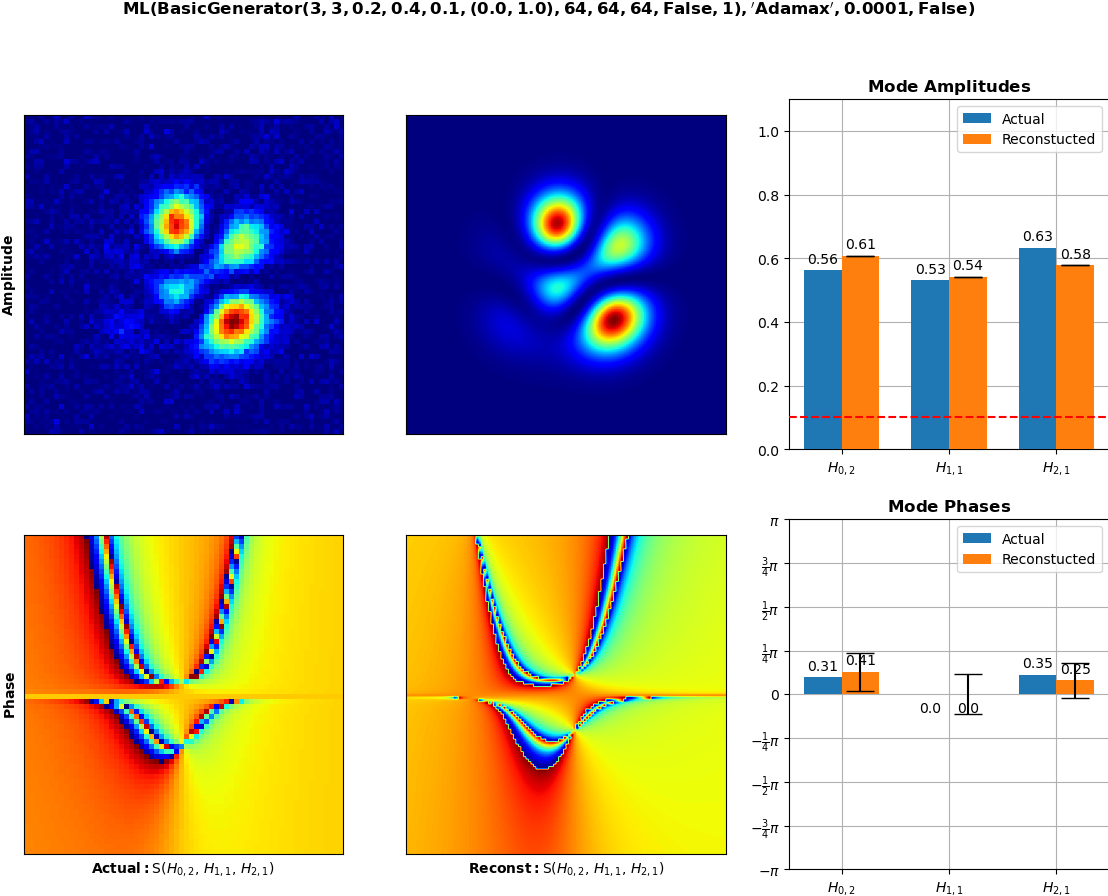 ML(BasicGenerator(3, 3, 0.2, 0.4, 0.1, (0.0, 1.0), 64, 64, 64, False, 1), ′Adamax′, 0.0001, False)
Amplitude
Mode Amplitudes
Actual
Reconstucted
1.0
0.8
0.6
0.4
0.2
0.0
0.56
0.61
0.53
0.54
0.63
0.58
H0, 2
H1, 1
H2, 1
Phase
Actual: S(H0, 2, H1, 1, H2, 1)
Reconst: S(H0, 2, H1, 1, H2, 1)
Mode Phases
Actual
Reconstucted
π
3/4π
1/2π
1/4π
0
−1/4π
−1/2π
−3/4π
−π
0.31
0.41
0.0
0.0
0.35
0.25
H0, 2
H1, 1
H2, 1